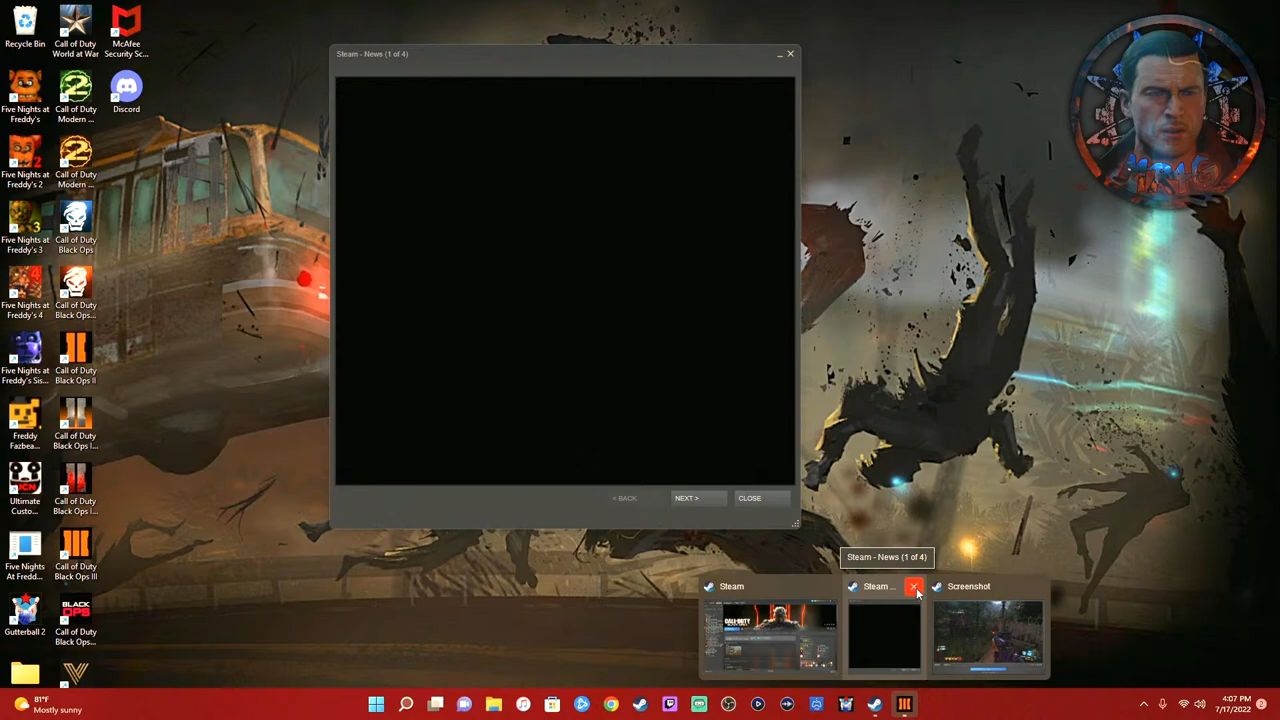 Recycle Bin
Call of Duty
World at War
McAfee
Security Sc...
Five Nights at
Freddy's
Call of Duty
Modern ...
Discord
Five Nights at
Freddy's 2
Call of Duty
Modern ...
Five Nights at
Freddy's 3
Call of Duty
Black Ops
Five Nights at
Freddy's 4
Call of Duty
Black Ops...
Five Nights at
Freddy's Sis...
Call of Duty
Black Ops II
Freddy
Fazbea...
Call of Duty
Black Ops I...
Ultimate
Custo...
Call of Duty
Black Ops I...
Five Nights
At Fredd...
Call of Duty
Black Ops III
Gutterball 2
BLACK
OPS
Call of Duty
Black Ops...
Steam - News (1 of 4)
< BACK
NEXT >
CLOSE
Steam - News (1 of 4)
Steam
Steam ...
Screenshot
CALL OF DUTY
81°F
Mostly sunny
4:07 PM
7/17/2022
2